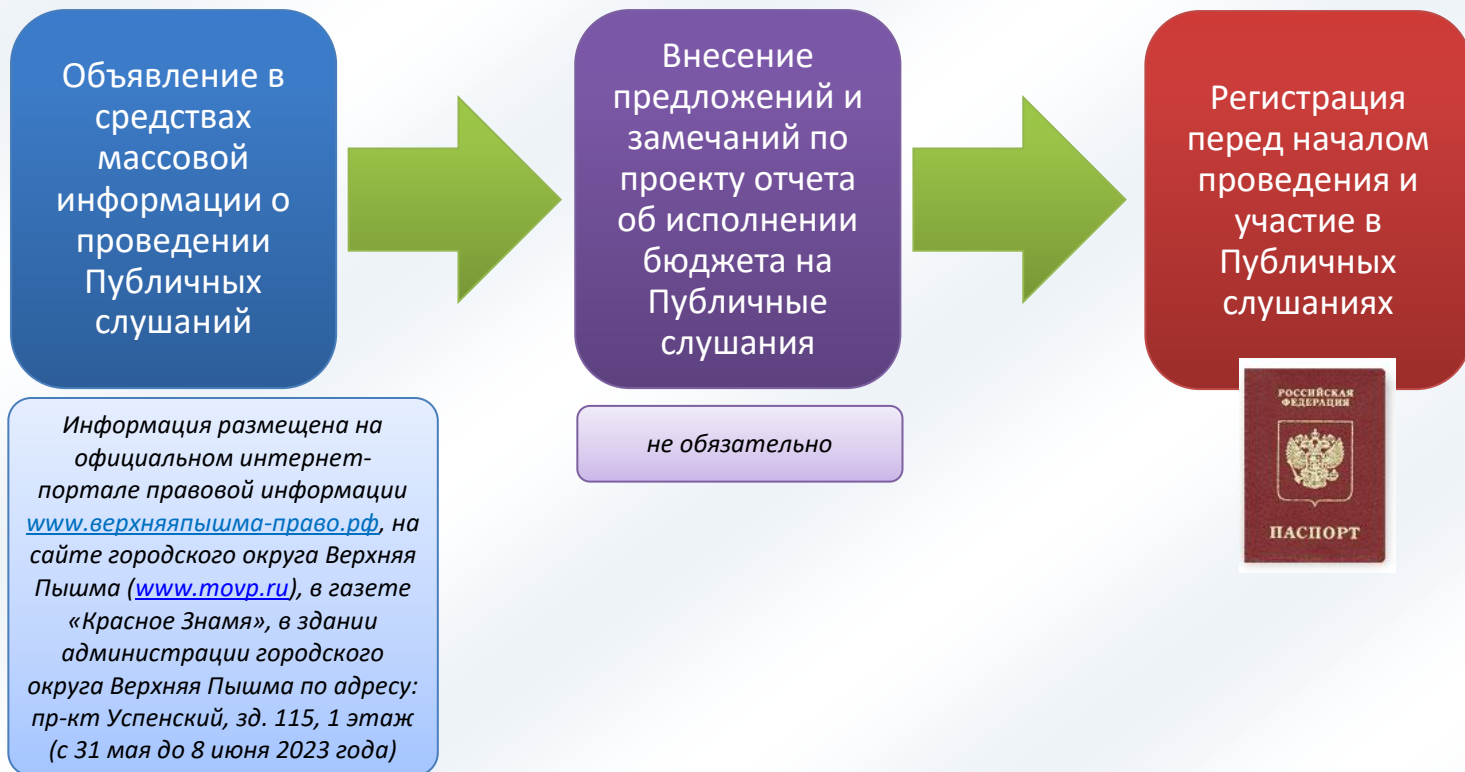 Объявление в
средствах
массовой
информации о
проведении
Публичных
слушаний
Информация размещена на
официальном интернет-
портале правовой информации
www.верхняяпышма-право.рф, на
сайте городского округа Верхняя
Пышма (www.movp.ru), в газете
«Красное Знамя», в здании
администрации городского
округа Верхняя Пышма по адресу:
пр-кт Успенский, зд. 115, 1 этаж
(с 31 мая до 8 июня 2023 года)
Внесение
предложений и
замечаний по
проекту отчета
об исполнении
бюджета на
Публичные
слушания
не обязательно
Регистрация
перед началом
проведения и
участие в
Публичных
слушаниях
РОССИЙСКАЯ
ФЕДЕРАЦИЯ
ПАСПОРТ